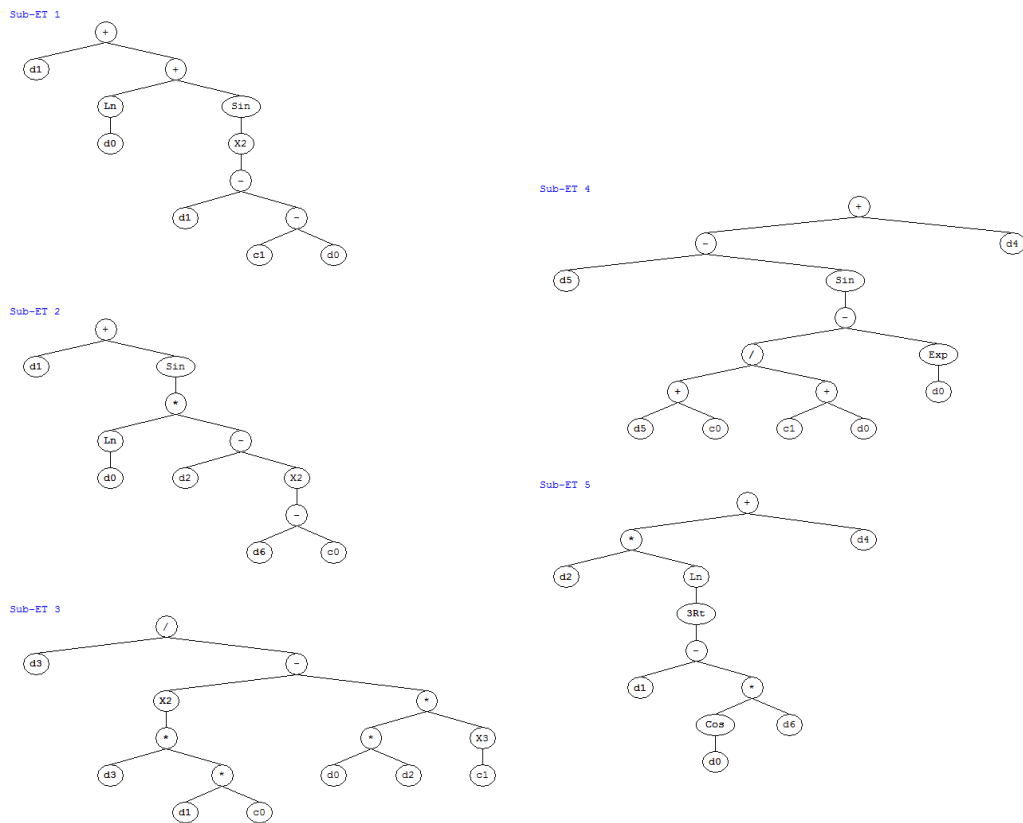 Sub-ET 1
+
d1 +
Ln Sin
d0 X2
-
d1 -
c1 d0
Sub-ET 2
+
d1 Sin
*
Ln -
d0 d2 X2
-
d6 c0
Sub-ET 3
/
d3 -
X2 *
* * X3
d3 * d0 d2 c1
d1 c0
Sub-ET 4
+
- d4
d5 Sin
-
/ Exp
+ + d0
d5 c0 c1 d0
Sub-ET 5
+
* d4
d2 Ln
3Rt
-
d1 *
Cos d6
d0